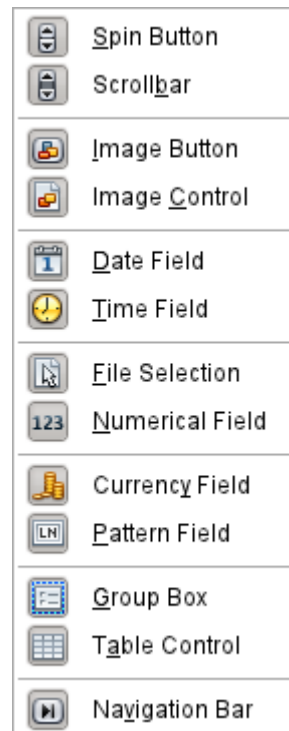 Spin Button
Scrollbar
Image Button
Image Control
1
Date Field
Time Field
File Selection
123
Numerical Field
Currency Field
LN
Pattern Field
Group Box
Table Control
Navigation Bar